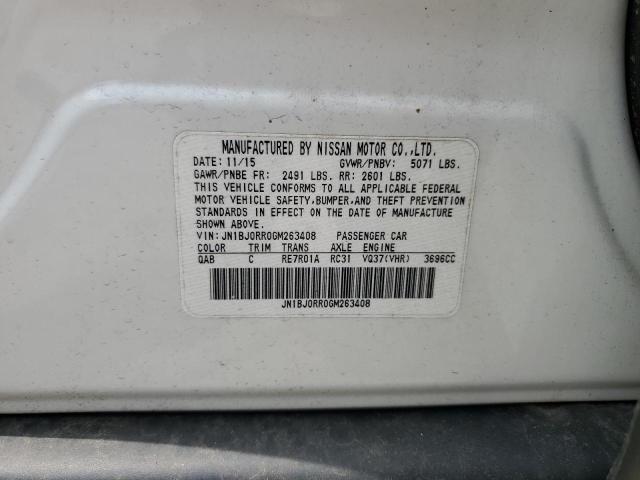 MANUFACTURED BY NISSAN MOTOR CO.,LTD.
DATE: 11/15 GVWR/PNBV: 5071 LBS.
GAWR/PNBE FR: 2491 LBS. RR: 2601 LBS.
THIS VEHICLE CONFORMS TO ALL APPLICABLE FEDERAL
MOTOR VEHICLE SAFETY,BUMPER,AND THEFT PREVENTION
STANDARDS IN EFFECT ON THE DATE OF MANUFACTURE
SHOWN ABOVE.
VIN: JN1BJ0RR0GM263408 PASSENGER CAR
COLOR TRIM TRANS AXLE ENGINE
QAB C RE7R01A RC31 VQ37(VHR) 3696CC
JN1BJ0RR0GM263408